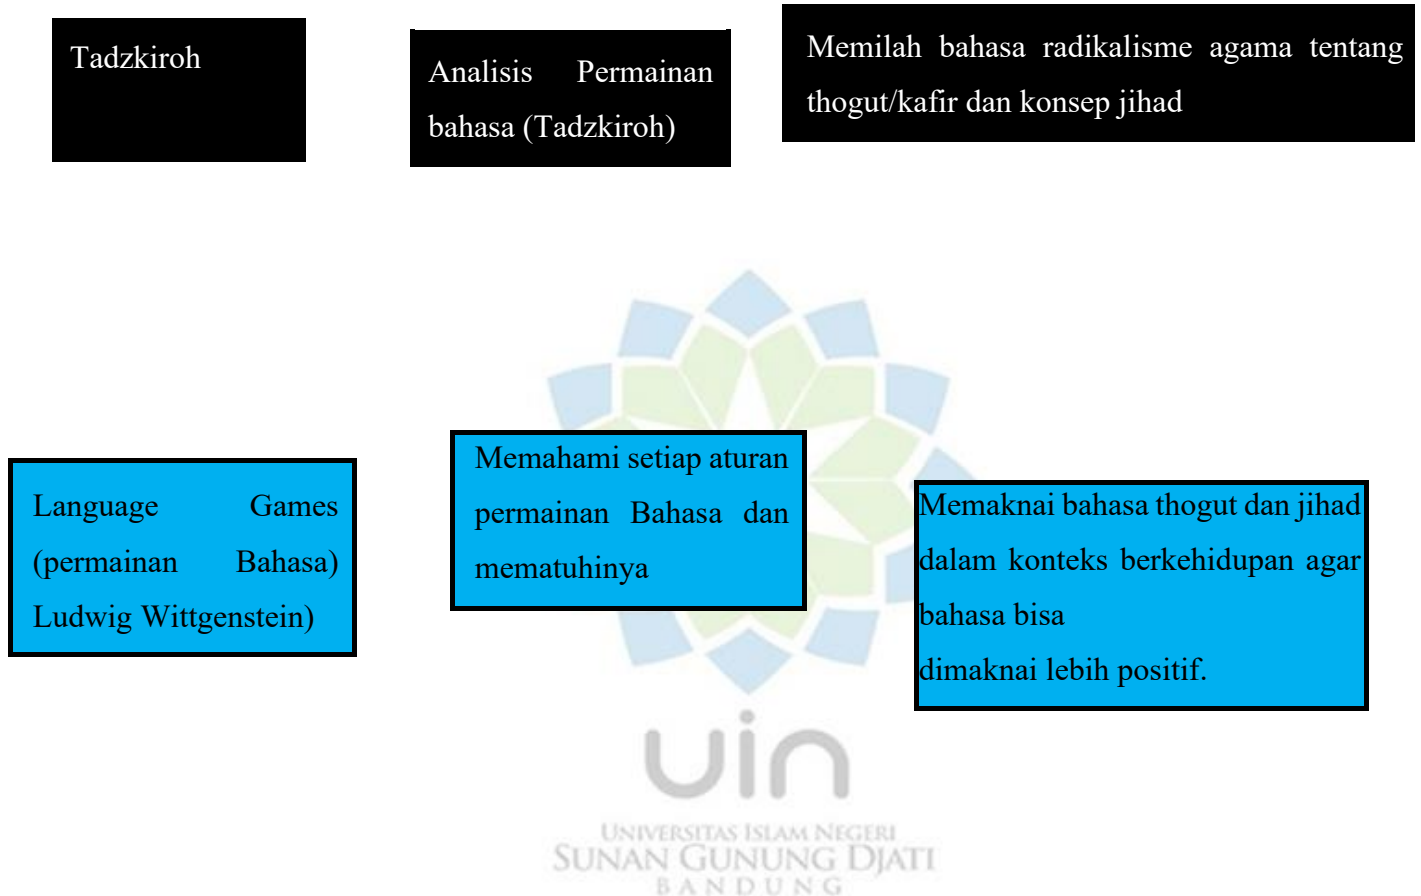 Tadzkiroh
Analisis Permainan
bahasa (Tadzkiroh)
Memilah bahasa radikalisme agama tentang
thogut/kafir dan konsep jihad
Language Games
(permainan Bahasa)
Ludwig Wittgenstein)
Memahami setiap aturan
permainan Bahasa dan
mematuhinya
Memaknai bahasa thogut dan jihad
dalam konteks berkehidupan agar
bahasa bisa
dimaknai lebih positif.
uin
UNIVERSITAS ISLAM NEGERI
SUNAN GUNUNG DJATI
BANDUNG